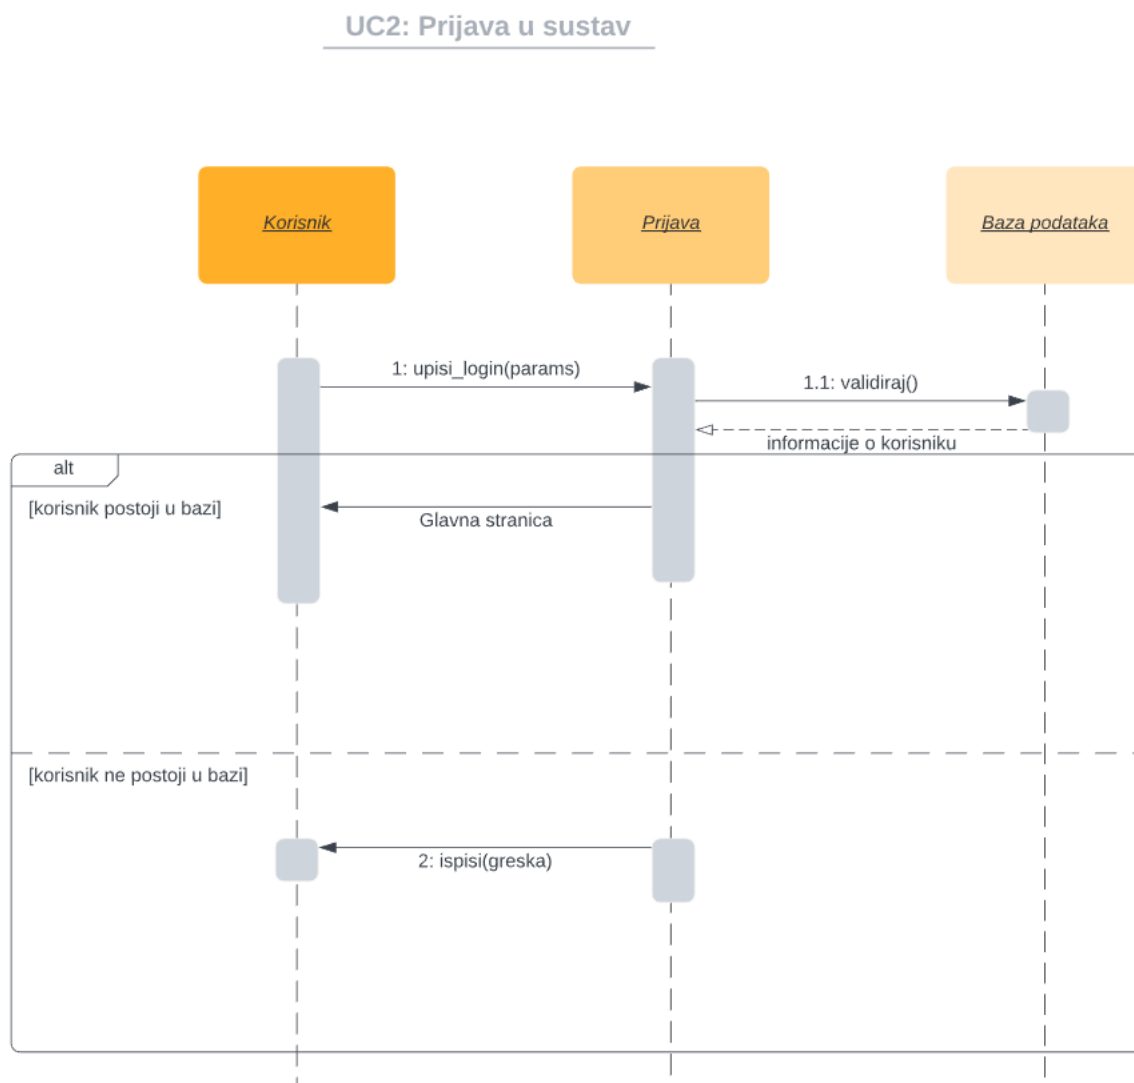 UC2: Prijava u sustav
Korisnik
Prijava
Baza podataka
1: upisi_login(params)
1.1: validiraj()
informacije o korisniku
alt
[korisnik postoji u bazi]
Glavna stranica
[korisnik ne postoji u bazi]
2: ispisi(greska)